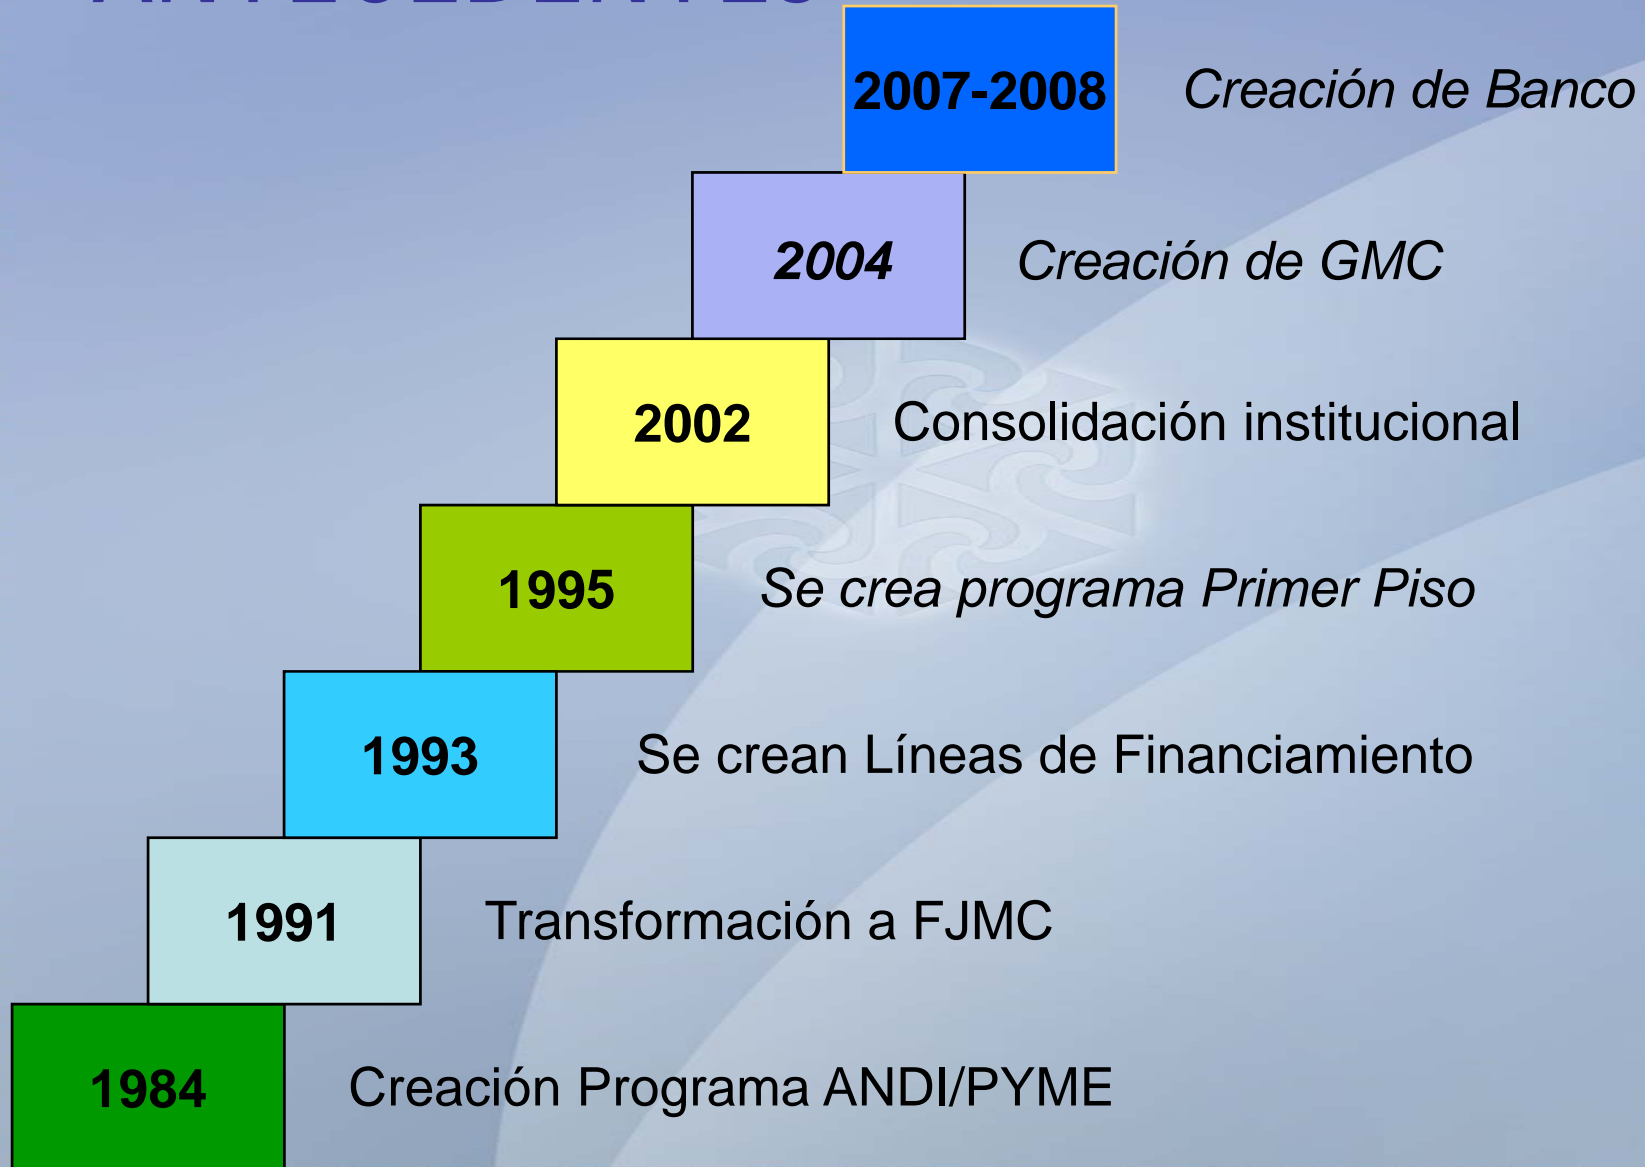 ANTECEDENTES
2007-2008 Creación de Banco
2004 Creación de GMC
2002 Consolidación institucional
1995 Se crea programa Primer Piso
1993 Se crean Líneas de Financiamiento
1991 Transformación a FJMC
1984 Creación Programa ANDI/PYME